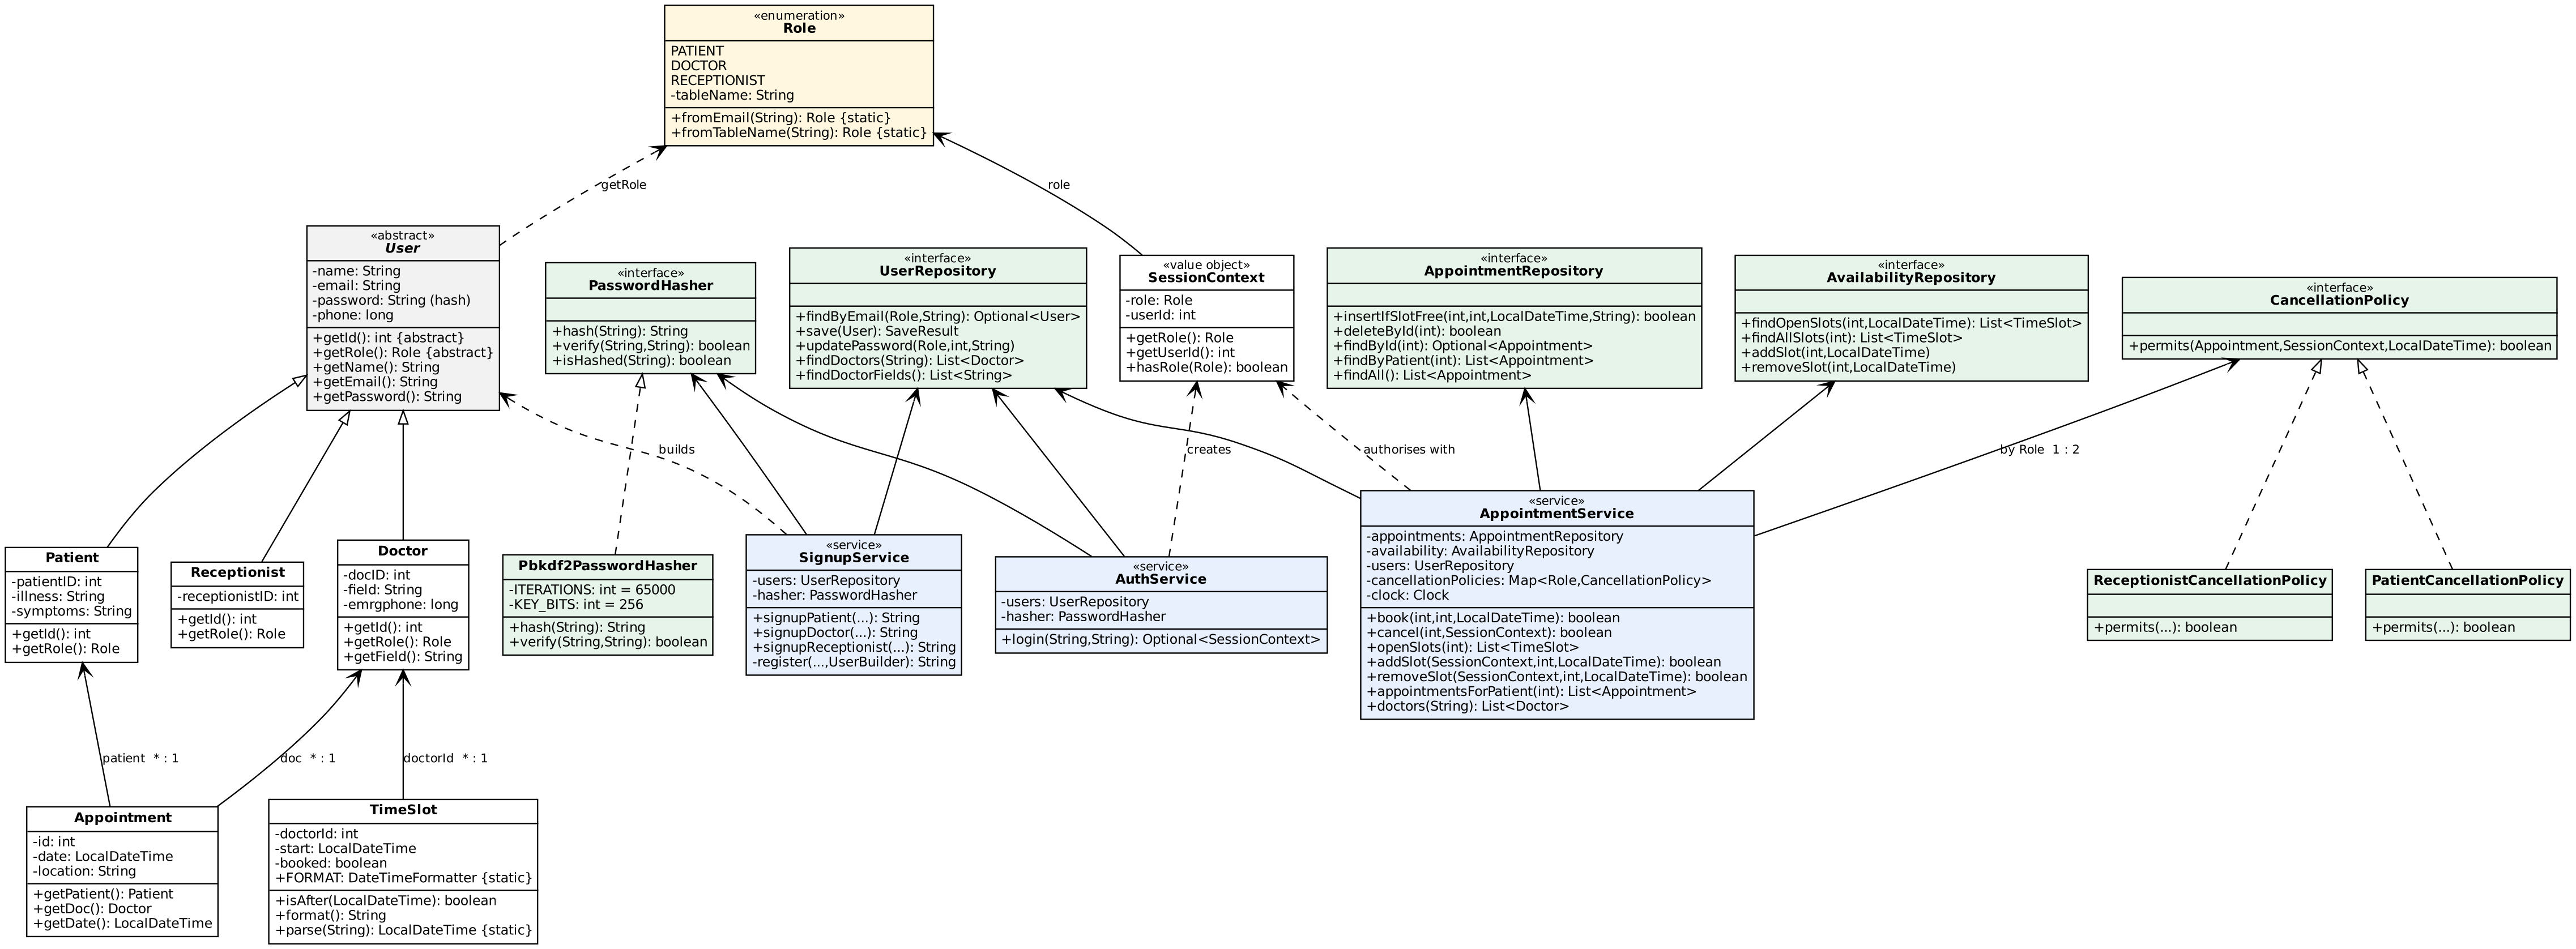 «enumeration»
Role
PATIENT
DOCTOR
RECEPTIONIST
-tableName: String
+fromEmail(String): Role {static}
+fromTableName(String): Role {static}
getRole
role
«abstract»
User
-name: String
-email: String
-password: String (hash)
-phone: long
+getId(): int {abstract}
+getRole(): Role {abstract}
+getName(): String
+getEmail(): String
+getPassword(): String
«interface»
PasswordHasher
+hash(String): String
+verify(String,String): boolean
+isHashed(String): boolean
«interface»
UserRepository
+findByEmail(Role,String): Optional<User>
+save(User): SaveResult
+updatePassword(Role,int,String)
+findDoctors(String): List<Doctor>
+findDoctorFields(): List<String>
«value object»
SessionContext
-role: Role
-userId: int
+getRole(): Role
+getUserId(): int
+hasRole(Role): boolean
«interface»
AppointmentRepository
+insertIfSlotFree(int,int,LocalDateTime,String): boolean
+deleteById(int): boolean
+findById(int): Optional<Appointment>
+findByPatient(int): List<Appointment>
+findAll(): List<Appointment>
«interface»
AvailabilityRepository
+findOpenSlots(int,LocalDateTime): List<TimeSlot>
+findAllSlots(int): List<TimeSlot>
+addSlot(int,LocalDateTime)
+removeSlot(int,LocalDateTime)
«interface»
CancellationPolicy
+permits(Appointment,SessionContext,LocalDateTime): boolean
builds
creates
authorises with
by Role  1 : 2
Patient
-patientID: int
-illness: String
-symptoms: String
+getId(): int
+getRole(): Role
Receptionist
-receptionistID: int
+getId(): int
+getRole(): Role
Doctor
-docID: int
-field: String
-emrgphone: long
+getId(): int
+getRole(): Role
+getField(): String
Pbkdf2PasswordHasher
-ITERATIONS: int = 65000
-KEY_BITS: int = 256
+hash(String): String
+verify(String,String): boolean
«service»
SignupService
-users: UserRepository
-hasher: PasswordHasher
+signupPatient(...): String
+signupDoctor(...): String
+signupReceptionist(...): String
-register(...,UserBuilder): String
«service»
AuthService
-users: UserRepository
-hasher: PasswordHasher
+login(String,String): Optional<SessionContext>
«service»
AppointmentService
-appointments: AppointmentRepository
-availability: AvailabilityRepository
-users: UserRepository
-cancellationPolicies: Map<Role,CancellationPolicy>
-clock: Clock
+book(int,int,LocalDateTime): boolean
+cancel(int,SessionContext): boolean
+openSlots(int): List<TimeSlot>
+addSlot(SessionContext,int,LocalDateTime): boolean
+removeSlot(SessionContext,int,LocalDateTime): boolean
+appointmentsForPatient(int): List<Appointment>
+doctors(String): List<Doctor>
ReceptionistCancellationPolicy
+permits(...): boolean
PatientCancellationPolicy
+permits(...): boolean
patient  * : 1
doc  * : 1
doctorId  * : 1
Appointment
-id: int
-date: LocalDateTime
-location: String
+getPatient(): Patient
+getDoc(): Doctor
+getDate(): LocalDateTime
TimeSlot
-doctorId: int
-start: LocalDateTime
-booked: boolean
+FORMAT: DateTimeFormatter {static}
+isAfter(LocalDateTime): boolean
+format(): String
+parse(String): LocalDateTime {static}